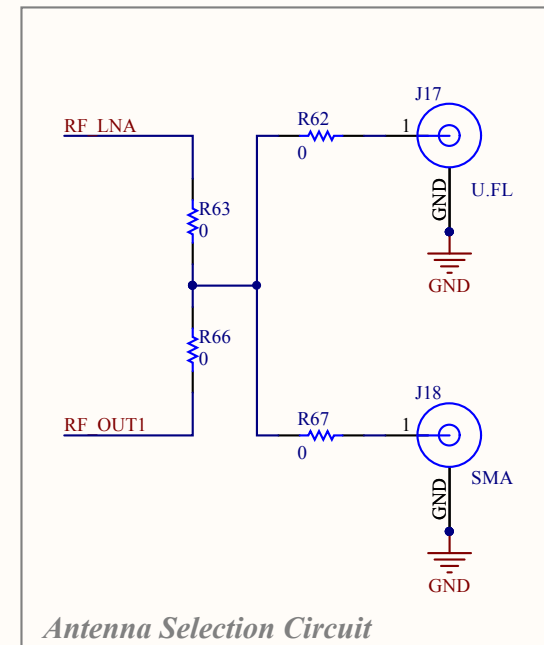 J17
RF_LNA
R62
1
0
GND
U.FL
R63
0
GND
R66
0
J18
RF_OUT1
R67
1
0
GND
SMA
GND
Antenna Selection Circuit